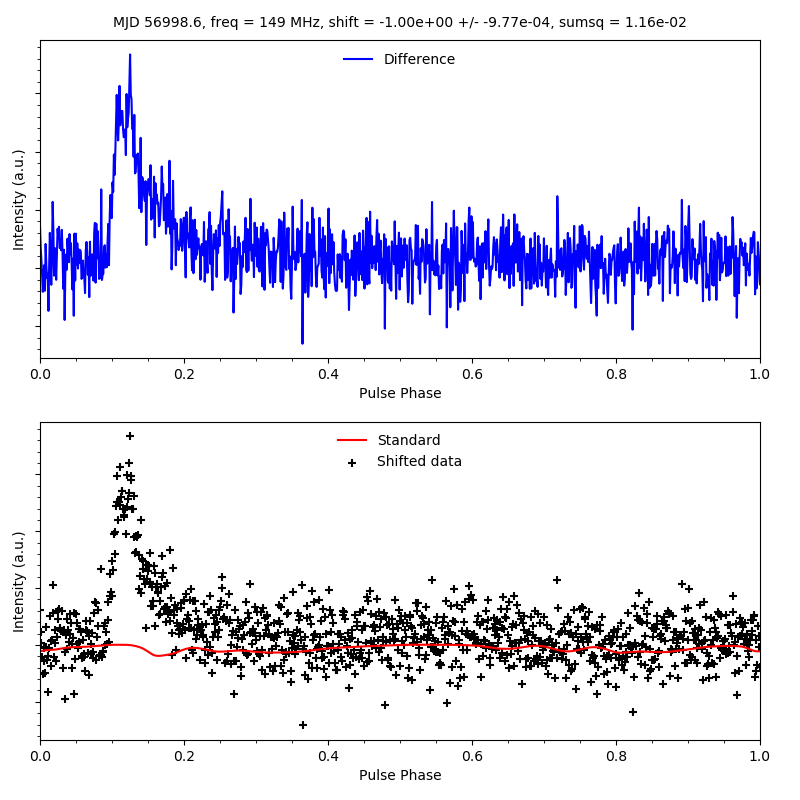 MJD 56998.6, freq = 149 MHz, shift = -1.00e+00 +/- -9.77e-04, sumsq = 1.16e-02
Difference
Intensity (a.u.)
0.0 0.2 0.4 0.6 0.8 1.0
Pulse Phase
Standard
Shifted data
Intensity (a.u.)
0.0 0.2 0.4 0.6 0.8 1.0
Pulse Phase